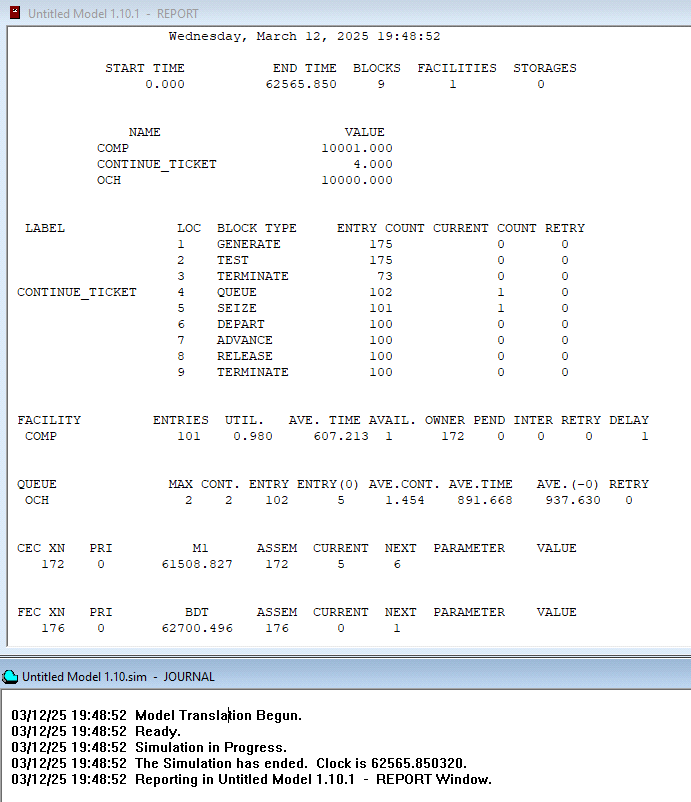 Untitled Model 1.10.1 - REPORT
Wednesday, March 12, 2025 19:48:52
START TIME END TIME BLOCKS FACILITIES STORAGES
0.000 62565.850 9 1 0
NAME VALUE
COMP 10001.000
CONTINUE_TICKET 4.000
OCH 10000.000
LABEL LOC BLOCK TYPE ENTRY COUNT CURRENT COUNT RETRY
1 GENERATE 175 0 0
2 TEST 175 0 0
3 TERMINATE 73 0 0
CONTINUE_TICKET 4 QUEUE 102 1 0
5 SEIZE 101 1 0
6 DEPART 100 0 0
7 ADVANCE 100 0 0
8 RELEASE 100 0 0
9 TERMINATE 100 0 0
FACILITY ENTRIES UTIL. AVE. TIME AVAIL. OWNER PEND INTER RETRY DELAY
COMP 101 0.980 607.213 1 172 0 0 0 1
QUEUE MAX CONT. ENTRY ENTRY(0) AVE.CONT. AVE.TIME AVE.(-0) RETRY
OCH 2 2 102 5 1.454 891.668 937.630 0
CEC XN PRI M1 ASSEM CURRENT NEXT PARAMETER VALUE
172 0 61508.827 172 5 6
FEC XN PRI BDT ASSEM CURRENT NEXT PARAMETER VALUE
176 0 62700.496 176 0 1
Untitled Model 1.10.sim - JOURNAL
03/12/25 19:48:52 Model Translation Begun.
03/12/25 19:48:52 Ready.
03/12/25 19:48:52 Simulation in Progress.
03/12/25 19:48:52 The Simulation has ended. Clock is 62565.850320.
03/12/25 19:48:52 Reporting in Untitled Model 1.10.1 - REPORT Window.